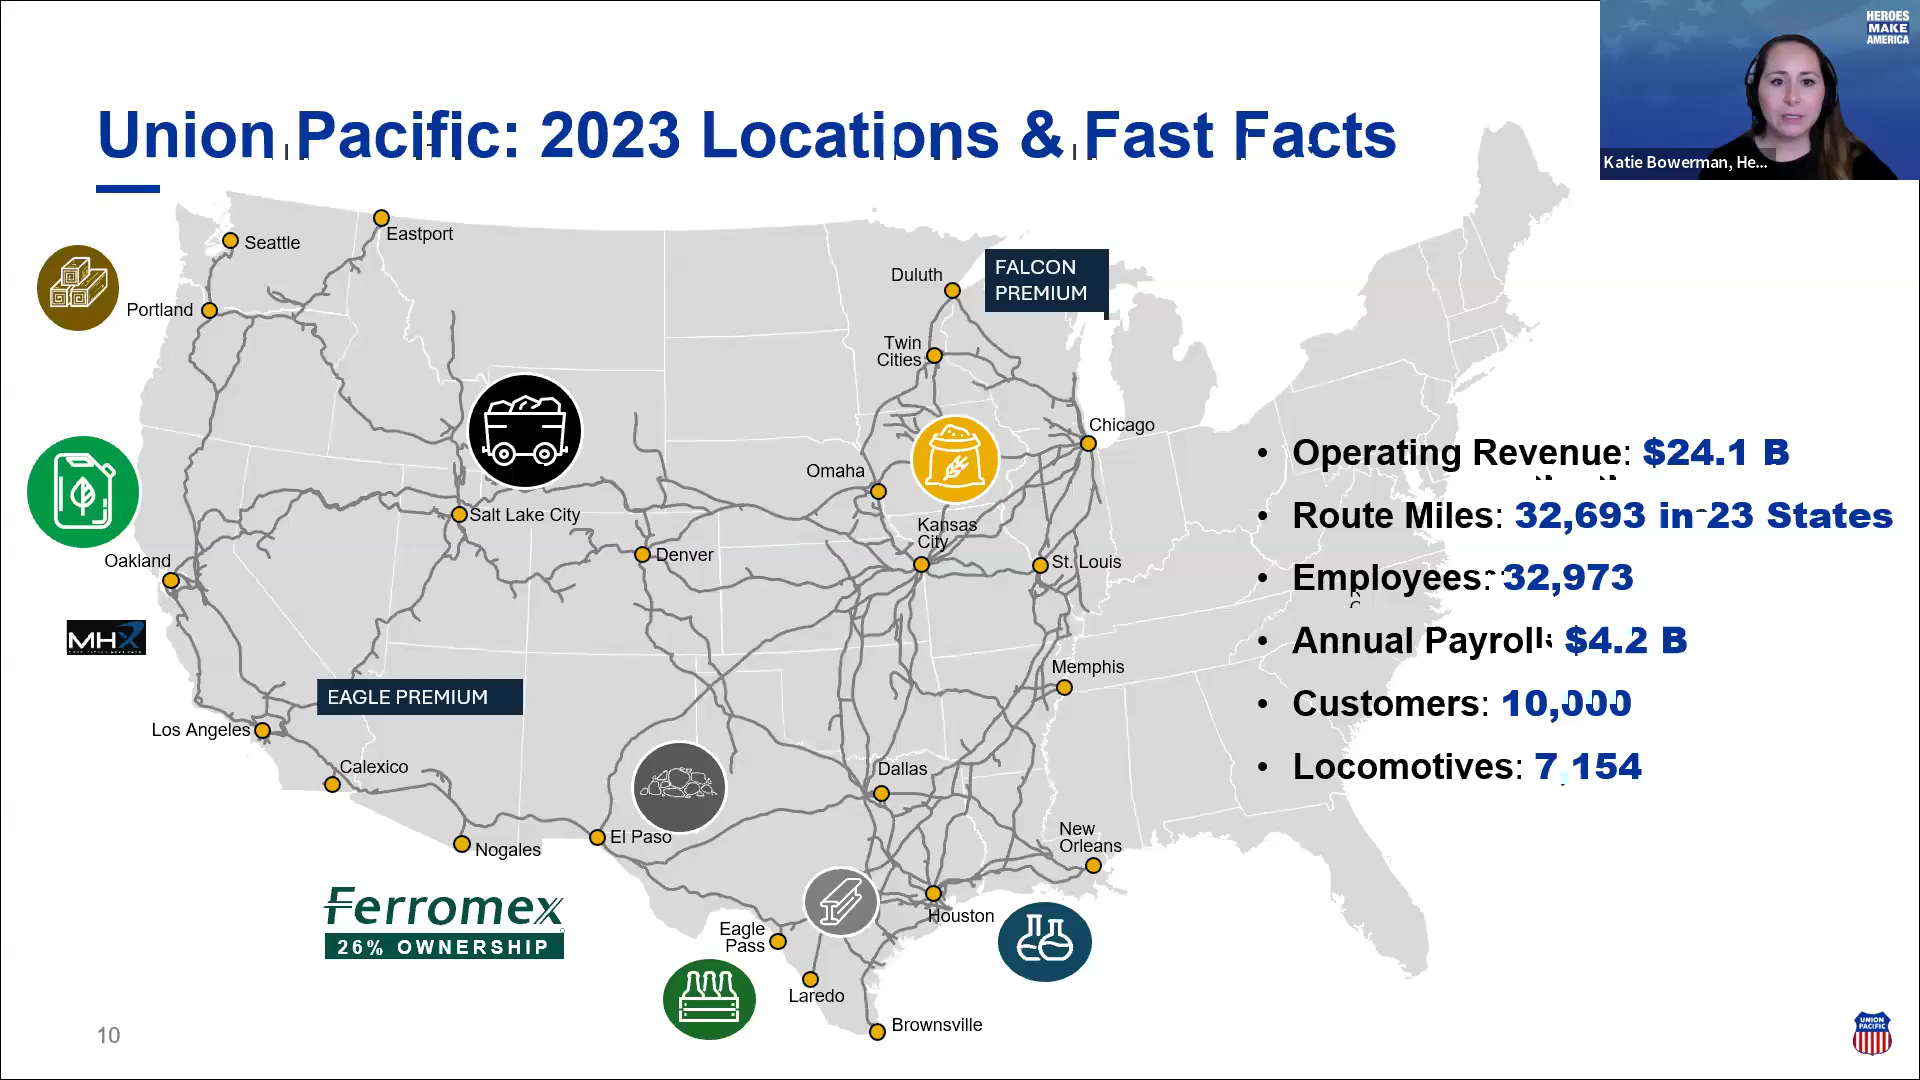 HEROES
MAKE
AMERICA
Katie Bowerman, He...
Union Pacific: 2023 Locations & Fast Facts
Eastport
Seattle
Duluth
FALCON
PREMIUM
Portland
Twin
Cities
Chicago
Omaha
Salt Lake City
Kansas
City
Denver
St. Louis
Oakland
MHX
Memphis
EAGLE PREMIUM
Los Angeles
Calexico
Dallas
El Paso
Nogales
New
Orleans
Houston
Ferromex
26% OWNERSHIP
Eagle
Pass
Laredo
Brownsville
• Operating Revenue: $24.1 B
• Route Miles: 32,693 in 23 States
• Employees: 32,973
• Annual Payroll: $4.2 B
• Customers: 10,000
• Locomotives: 7,154
10
UNION
PACIFIC